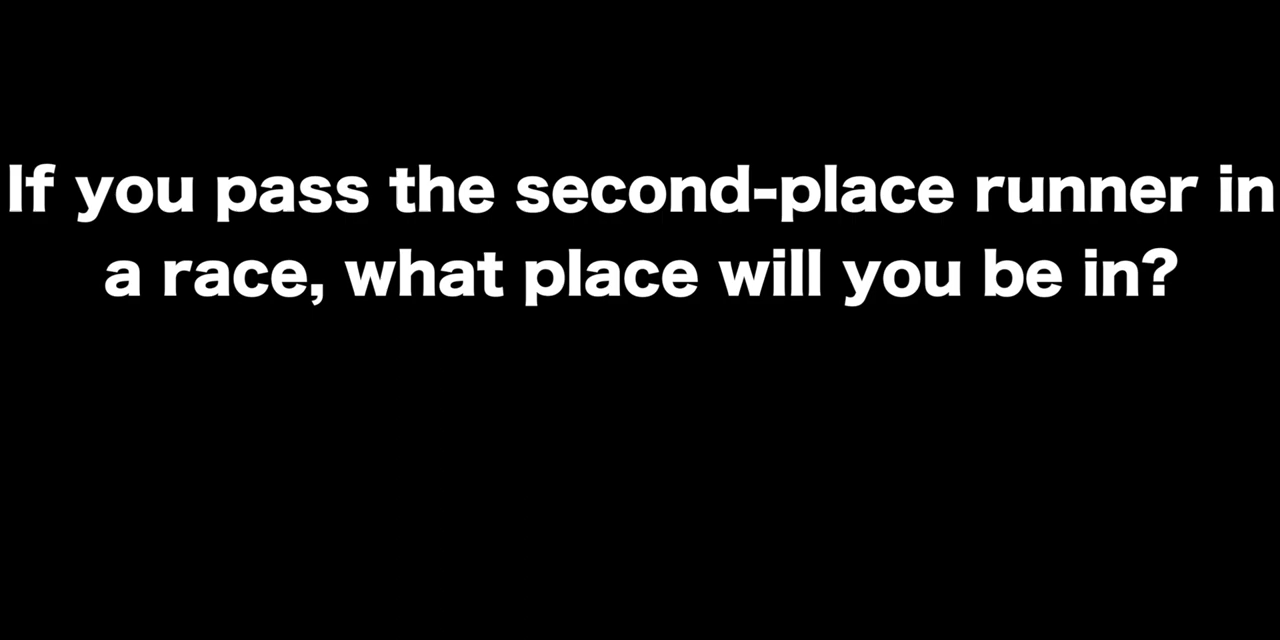 If you pass the second-place runner in
a race, what place will you be in?